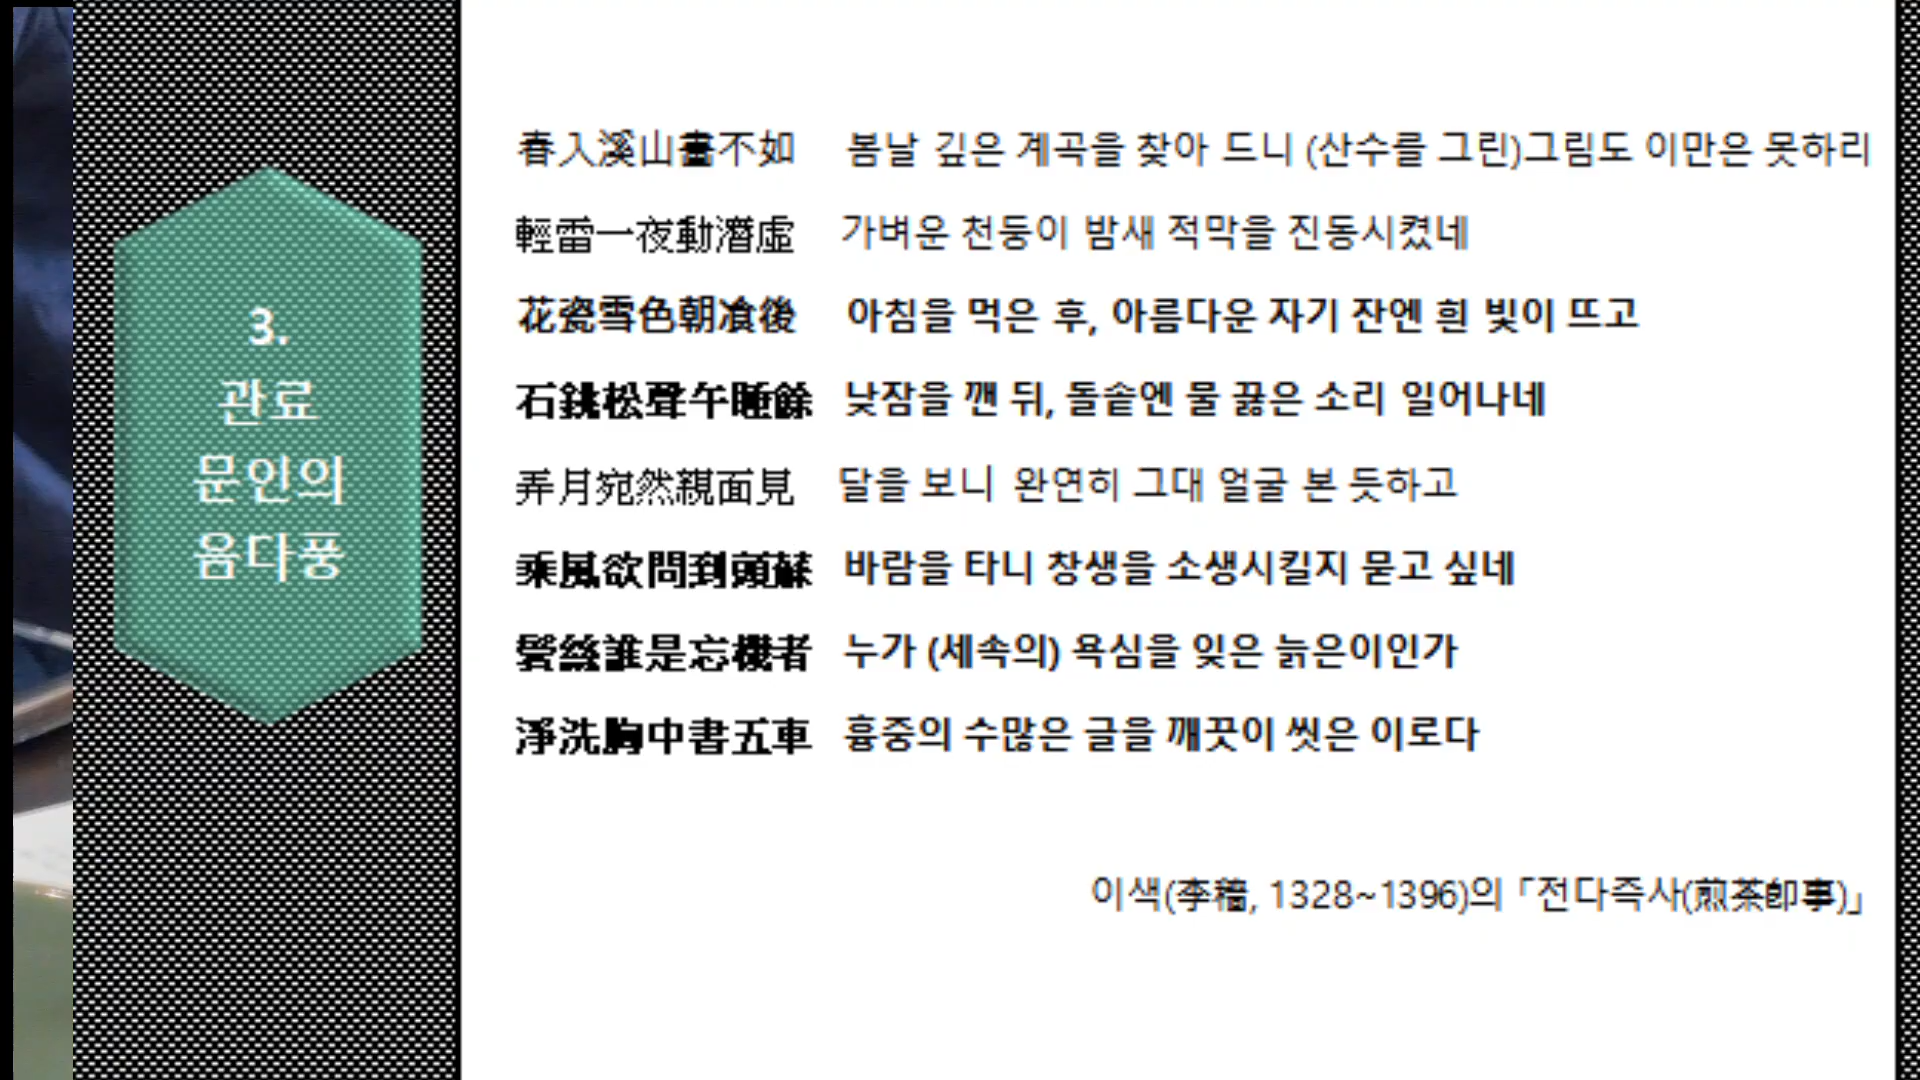 3.
관료
문인의
음다풍
春入溪山畵不如 봄날 깊은 계곡을 찾아 드니 (산수를 그린)그림도 이만은 못하리
輕雷一夜動潛虛 가벼운 천둥이 밤새 적막을 진동시켰네
花瓷雪色朝飡後 아침을 먹은 후, 아름다운 자기 잔엔 흰 빛이 뜨고
石銚松聲午睡餘 낮잠을 깬 뒤, 돌솥엔 물 끓은 소리 일어나네
弄月宛然親面見 달을 보니 완연히 그대 얼굴 본 듯하고
乘風欲問到頭蘇 바람을 타니 창생을 소생시킬지 묻고 싶네
鬢絲誰是忘機者 누가 (세속의) 욕심을 잊은 늙은이인가
淨洗胸中書五車 흉중의 수많은 글을 깨끗이 씻은 이로다
이색(李穡, 1328~1396)의 「전다즉사(煎茶卽事)」